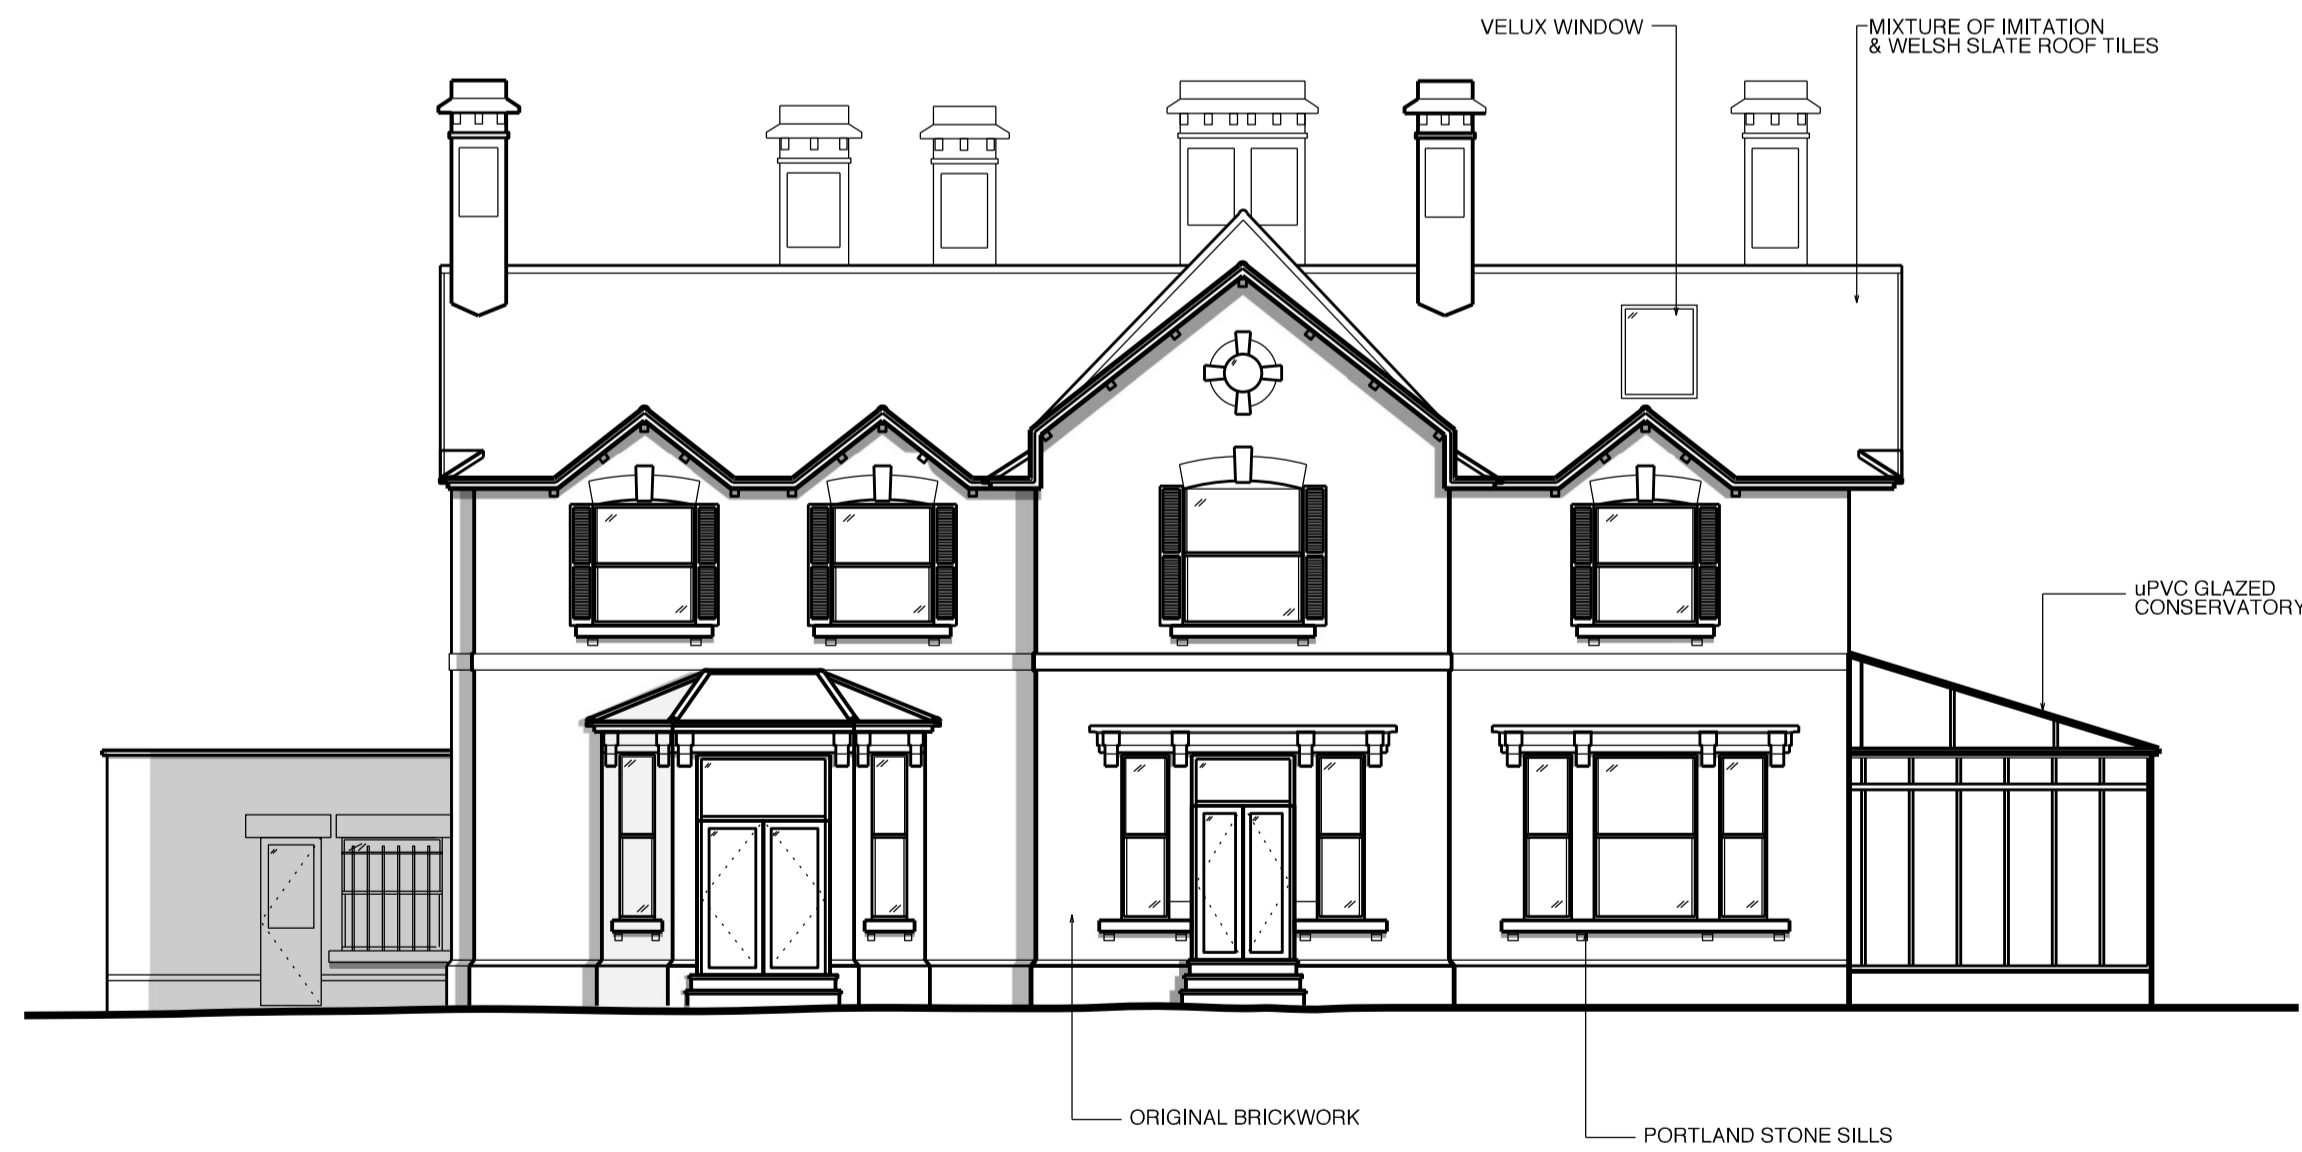 VELUX WINDOW
MIXTURE OF IMITATION
& WELSH SLATE ROOF TILES
uPVC GLAZED
CONSERVATORY
ORIGINAL BRICKWORK
PORTLAND STONE SILLS